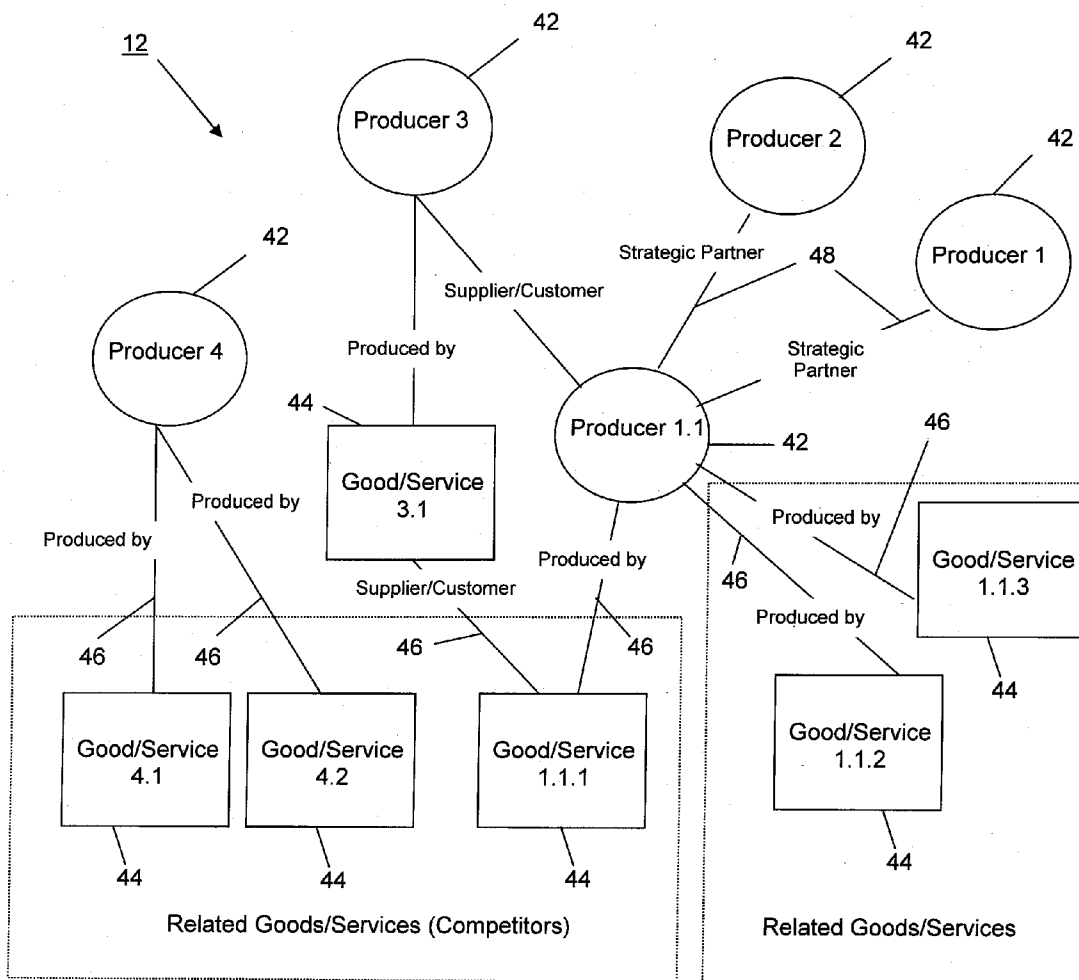 12
42
42
Producer 3
Producer 2
42
Producer 1
42
Strategic Partner
48
Supplier/Customer
Producer 4
Produced by
Strategic
Partner
44
Producer 1.1
42
46
Good/Service
3.1
Produced by
Produced by
Produced by
Produced by
46
Good/Service
1.1.3
Supplier/Customer
Produced by
46
46
46
46
44
Good/Service
4.1
Good/Service
4.2
Good/Service
1.1.1
Good/Service
1.1.2
44
44
44
44
Related Goods/Services (Competitors)
Related Goods/Services